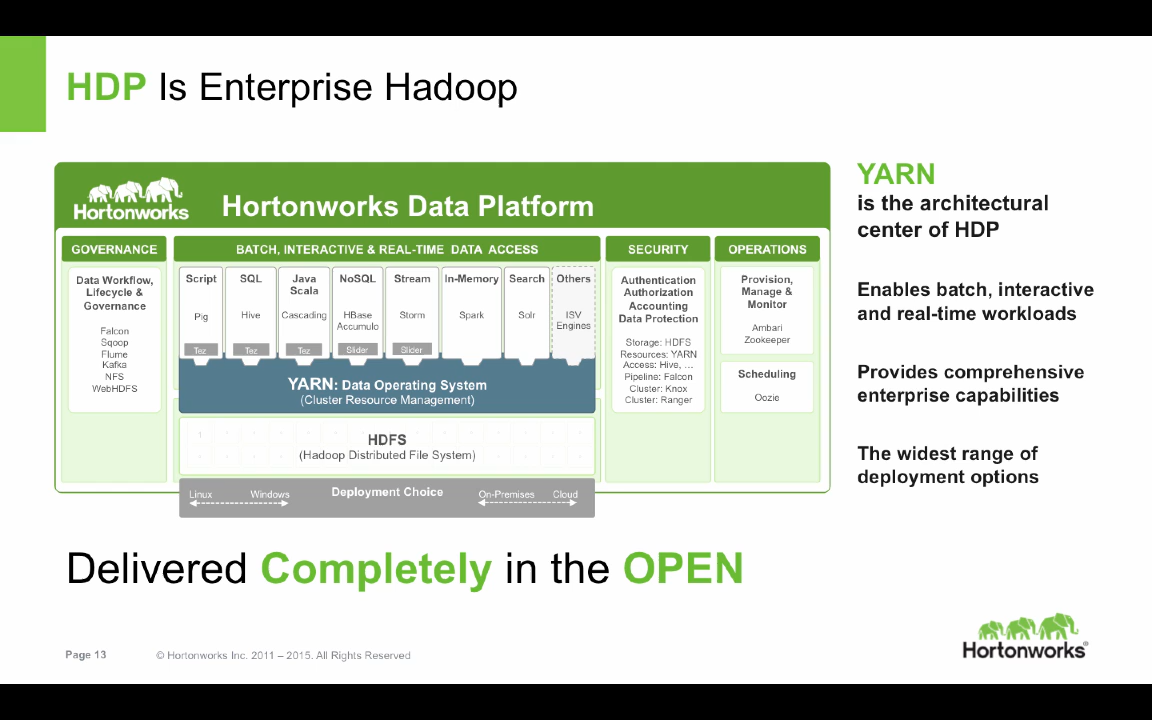 HDP Is Enterprise Hadoop
Hortonworks
Hortonworks Data Platform
GOVERNANCE
Data Workflow,
Lifecycle &
Governance
Falcon
Sqoop
Flume
Kafka
NFS
WebHDFS
BATCH, INTERACTIVE & REAL-TIME DATA ACCESS
Script
Pig
Tez
SQL
Hive
Tez
Java
Scala
Cascading
Tez
NoSQL
HBase
Accumulo
Slider
Stream
Storm
Slider
In-Memory
Spark
Search
Solr
Others
ISV
Engines
YARN: Data Operating System
(Cluster Resource Management)
HDFS
(Hadoop Distributed File System)
Linux
Windows
Deployment Choice
On-Premises
Cloud
SECURITY
Authentication
Authorization
Accounting
Data Protection
Storage: HDFS
Resources: YARN
Access: Hive, ...
Pipeline: Falcon
Cluster: Knox
Cluster: Ranger
OPERATIONS
Provision,
Manage &
Monitor
Ambari
Zookeeper
Scheduling
Oozie
YARN
is the architectural
center of HDP
Enables batch, interactive
and real-time workloads
Provides comprehensive
enterprise capabilities
The widest range of
deployment options
Delivered Completely in the OPEN
Page 13
© Hortonworks Inc. 2011 – 2015. All Rights Reserved
Hortonworks®